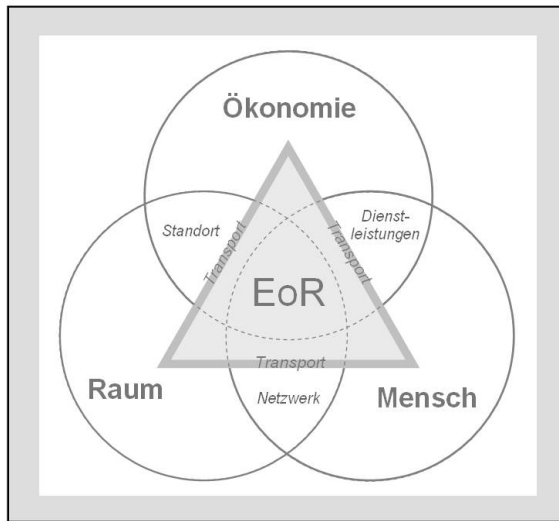 Ökonomie
Standort
Dienst-
leistungen
Transport
Transport
EoR
Transport
Raum
Netzwerk
Mensch